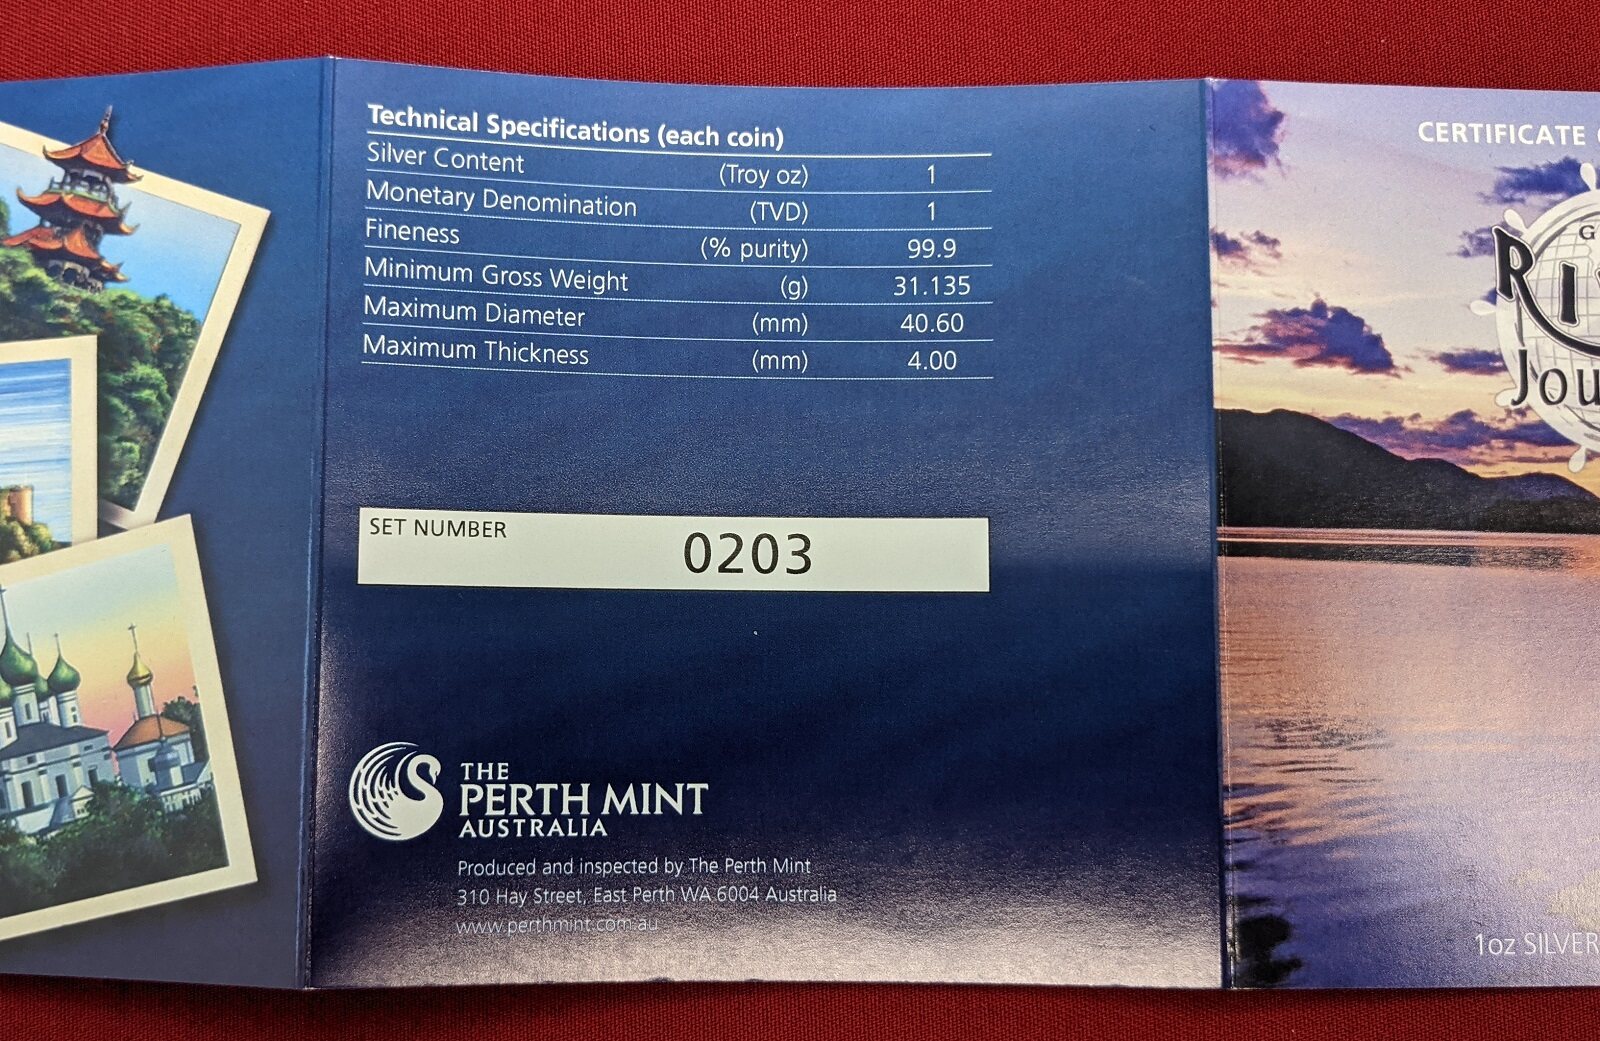 Technical Specifications (each coin)
Silver Content (Troy oz) 1
Monetary Denomination (TVD) 1
Fineness (% purity) 99.9
Minimum Gross Weight (g) 31.135
Maximum Diameter (mm) 40.60
Maximum Thickness (mm) 4.00
SET NUMBER 0203
THE
PERTH MINT
AUSTRALIA
Produced and inspected by The Perth Mint
310 Hay Street, East Perth WA 6004 Australia
www.perthmint.com.au
CERTIFICATE
1oz SILVER